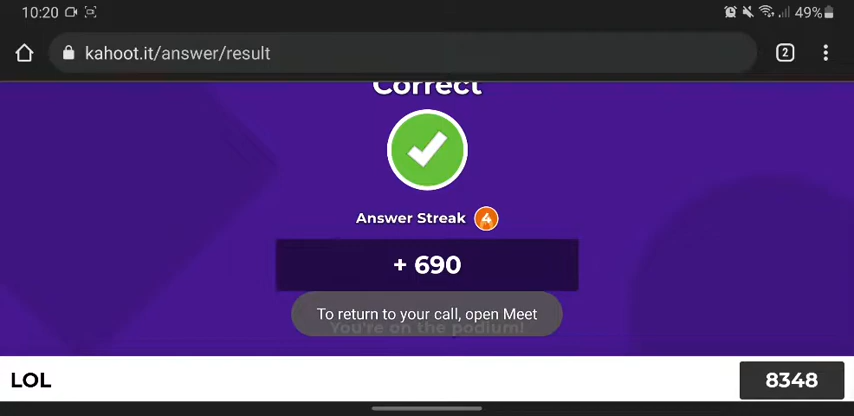 10:20 49%
kahoot.it/answer/result 2
Correct
Answer Streak 4
+ 690
To return to your call, open Meet
You're on the podium!
LOL 8348